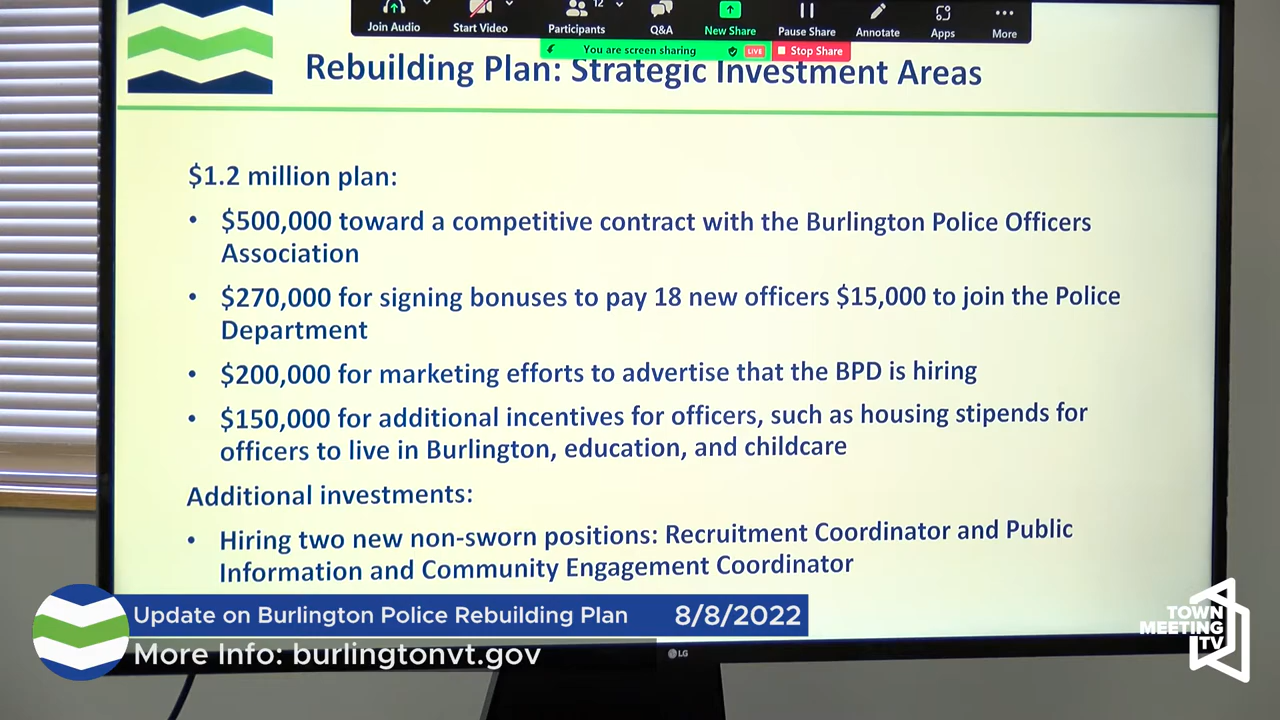 12
Join Audio
Start Video
Participants
Q&A
New Share
Pause Share
Annotate
Apps
More
You are screen sharing
LIVE
Stop Share
Rebuilding Plan: Strategic Investment Areas
$1.2 million plan:
• $500,000 toward a competitive contract with the Burlington Police Officers
Association
• $270,000 for signing bonuses to pay 18 new officers $15,000 to join the Police
Department
• $200,000 for marketing efforts to advertise that the BPD is hiring
• $150,000 for additional incentives for officers, such as housing stipends for
officers to live in Burlington, education, and childcare
Additional investments:
• Hiring two new non-sworn positions: Recruitment Coordinator and Public
Information and Community Engagement Coordinator
Update on Burlington Police Rebuilding Plan 8/8/2022
More Info: burlingtonvt.gov
LG
TOWN
MEETING
TV